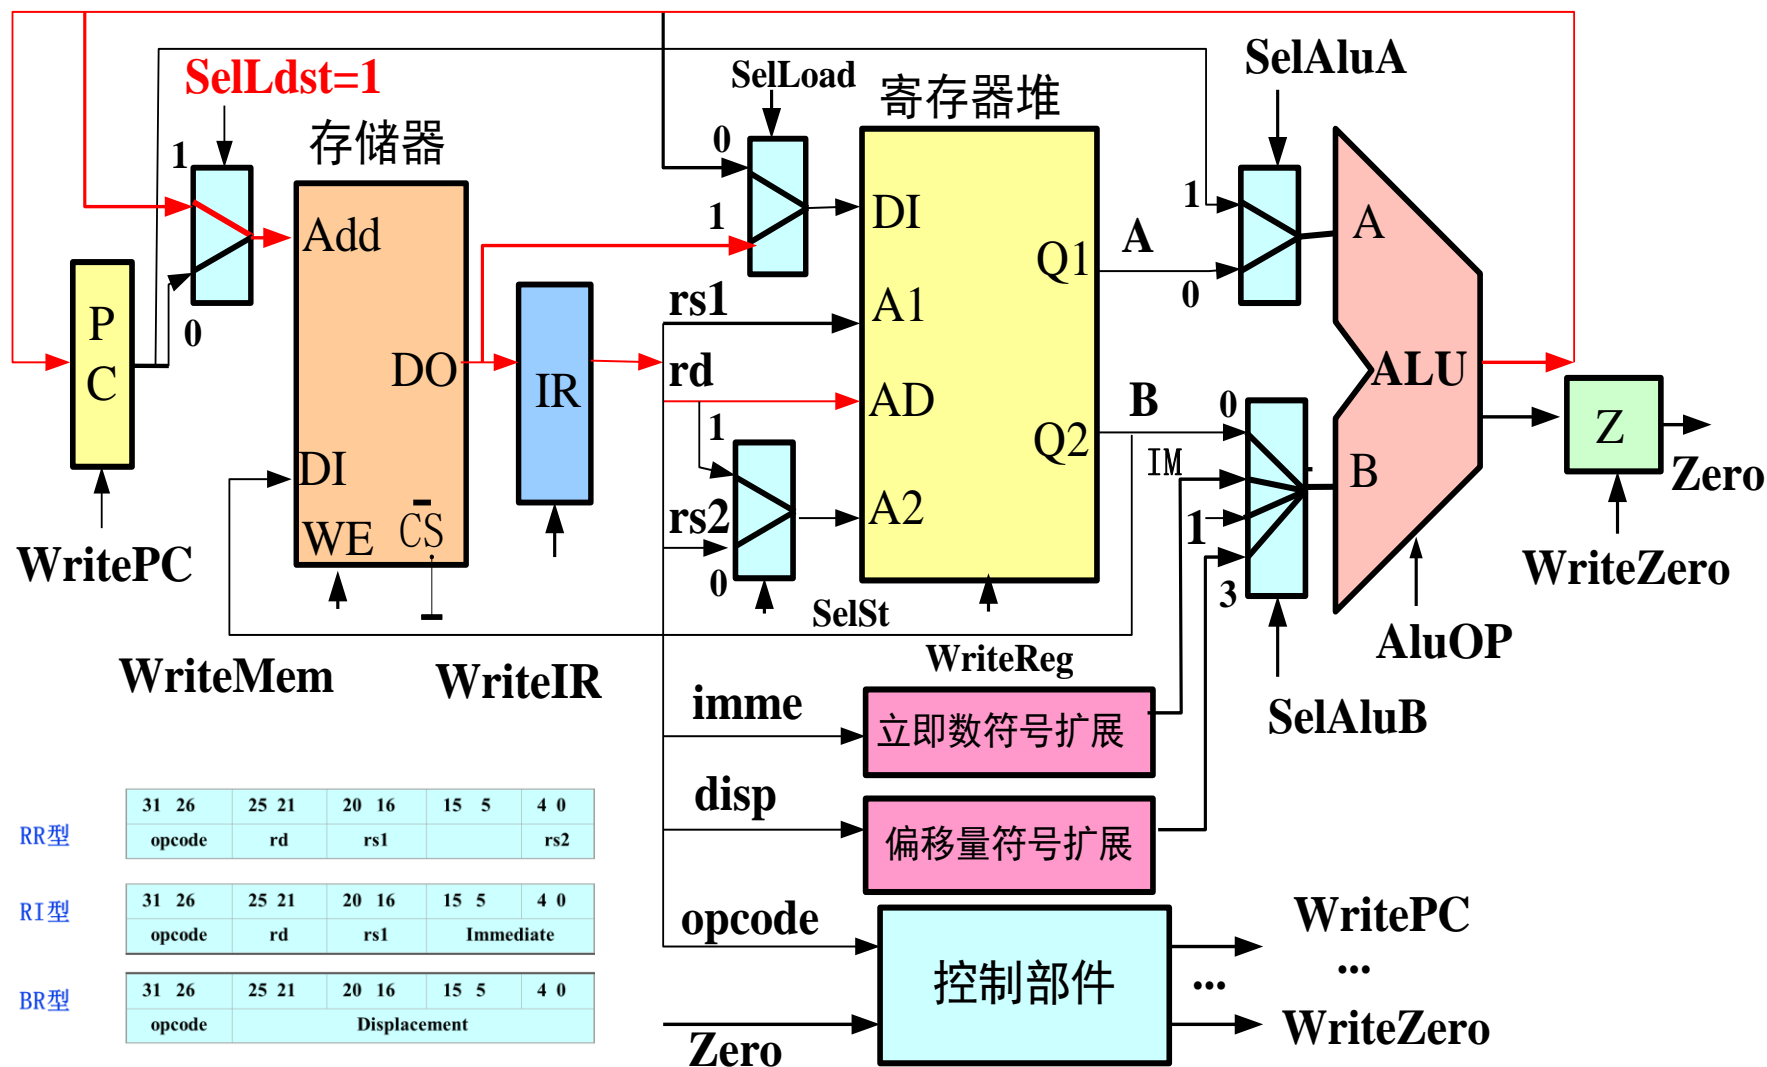 SelLdst=1
SelLoad
寄存器堆
SelAluA
存储器
1
0
0
1
1
0
Add
DI
Q1
A
A
P
C
DO
IR
rs1
A1
rd
AD
ALU
B
Q2
0
IM
B
Z
Zero
1
rs2
A2
0
1
3
DI
WE
CS
WritePC
WriteZero
SelSt
AluOP
WriteMem
WriteIR
WriteReg
SelAluB
imme
立即数符号扩展
disp
偏移量符号扩展
opcode
控制部件
Zero
WritePC
...
...
WriteZero
RR型
31 26 25 21 20 16 15 5 4 0
opcode rd rs1 rs2
RI型
31 26 25 21 20 16 15 5 4 0
opcode rd rs1 Immediate
BR型
31 26 25 21 20 16 15 5 4 0
opcode Displacement